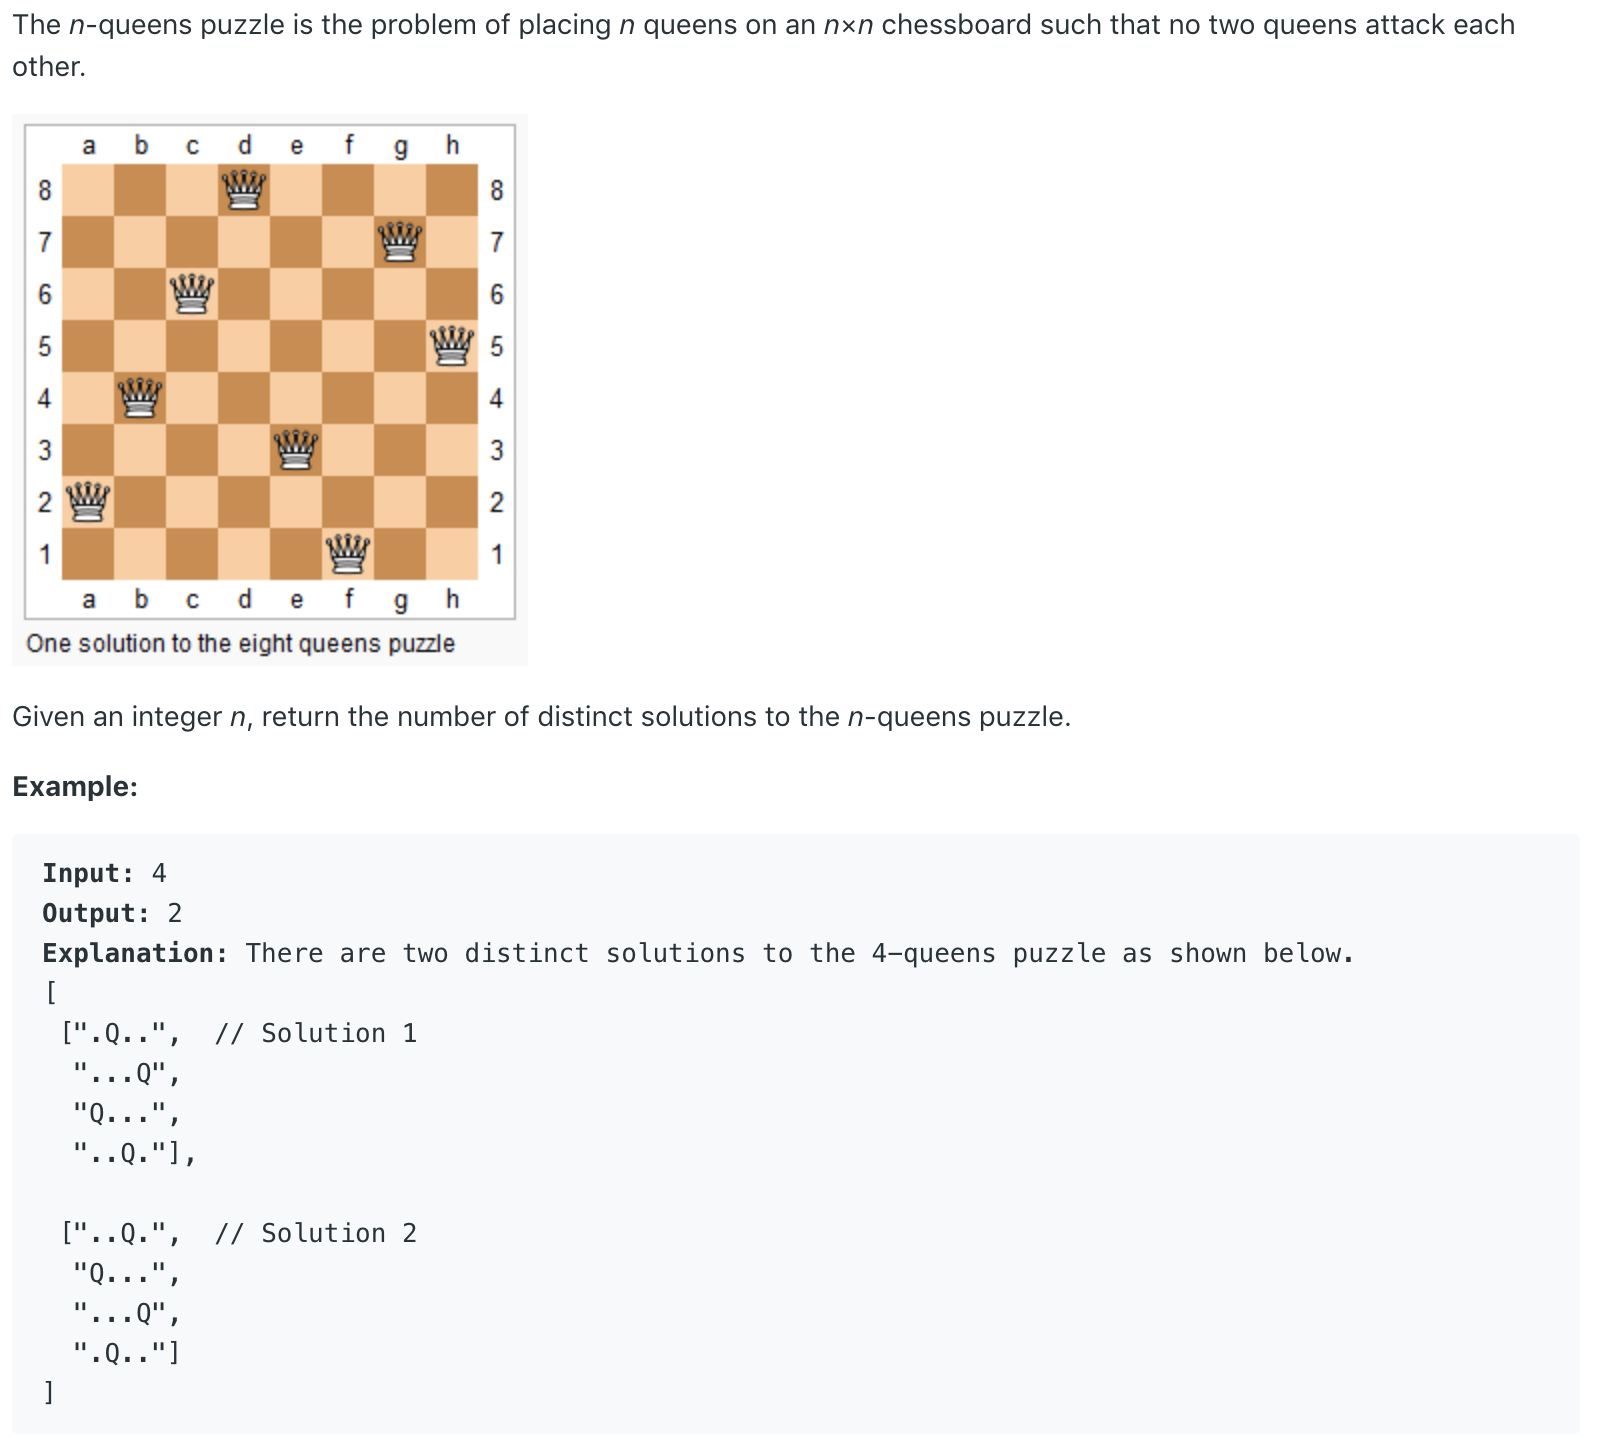 The n-queens puzzle is the problem of placing n queens on an n×n chessboard such that no two queens attack each
other.
a b c d e f g h
8 8
7 7
6 6
5 5
4 4
3 3
2 2
1 1
a b c d e f g h
One solution to the eight queens puzzle
Given an integer n, return the number of distinct solutions to the n-queens puzzle.
Example:
Input: 4
Output: 2
Explanation: There are two distinct solutions to the 4-queens puzzle as shown below.
[
 [".Q..",  // Solution 1
  "...Q",
  "Q...",
  "..Q."],

 ["..Q.",  // Solution 2
  "Q...",
  "...Q",
  ".Q.."]
]